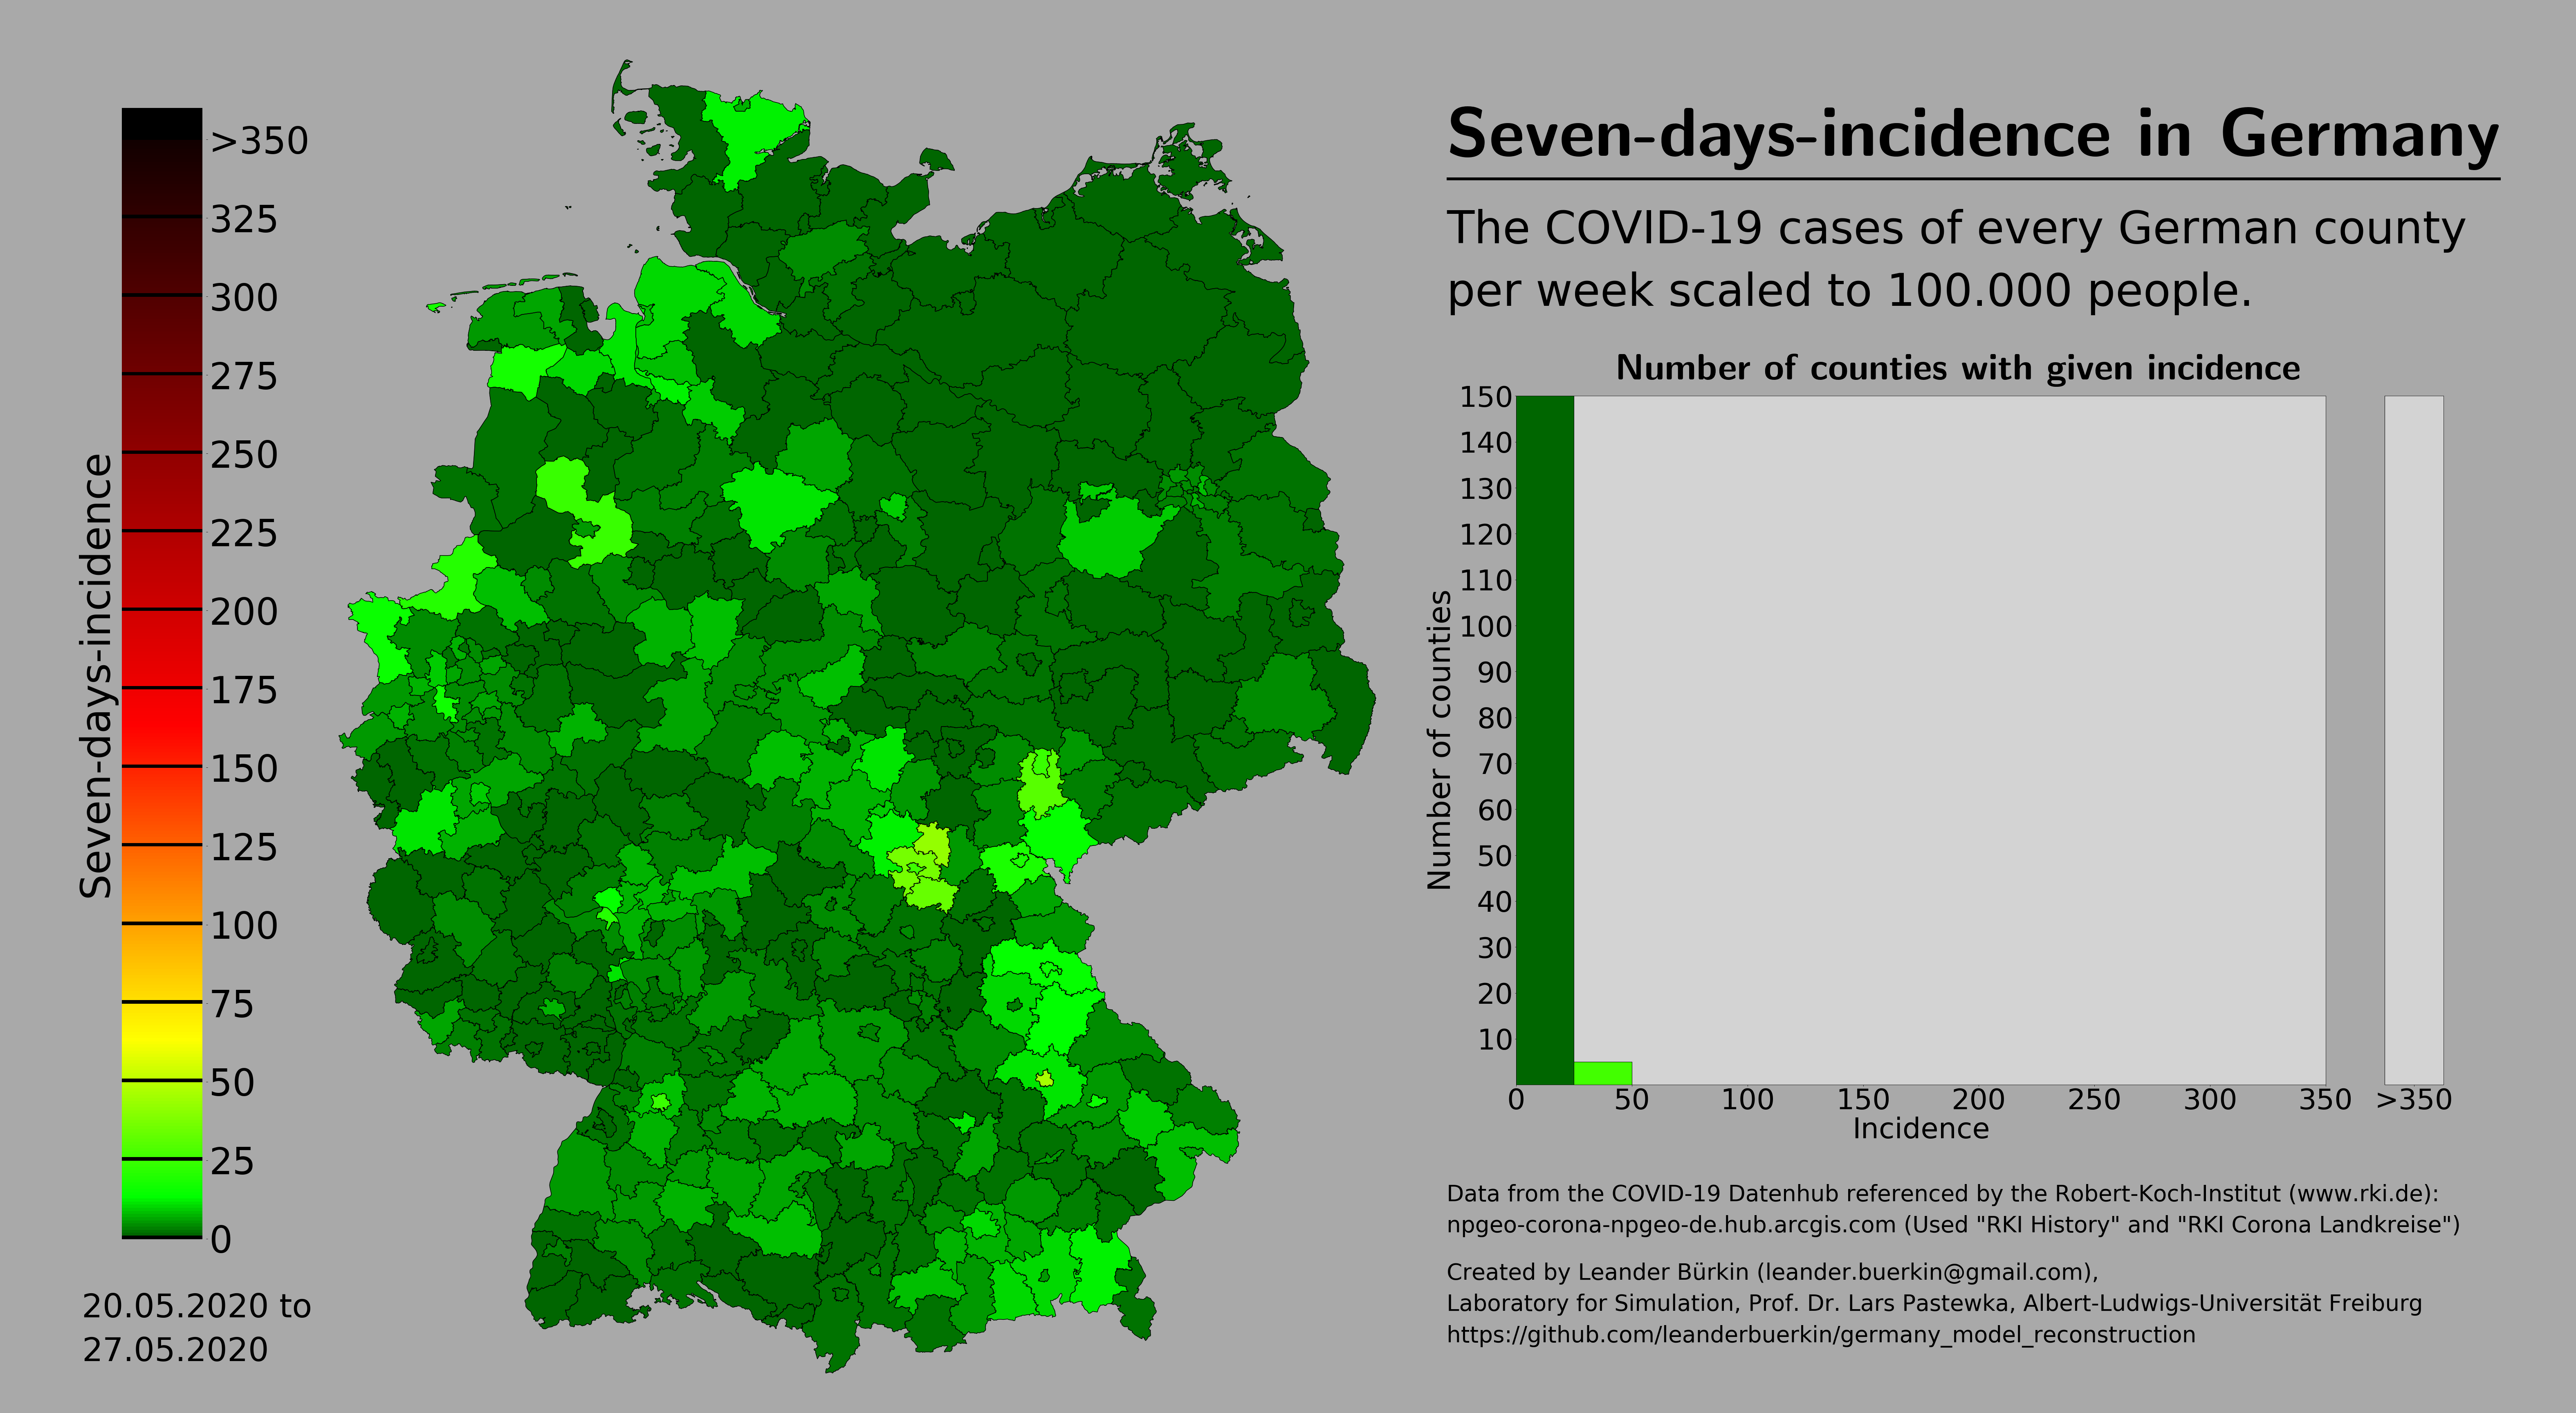 Seven-days-incidence in Germany
The COVID-19 cases of every German county
per week scaled to 100.000 people.
Seven-days-incidence
>350
325
300
275
250
225
200
175
150
125
100
75
50
25
0
20.05.2020 to
27.05.2020
Number of counties with given incidence
Number of counties
150
140
130
120
110
100
90
80
70
60
50
40
30
20
10
0 50 100 150 200 250 300 350 >350
Incidence
Data from the COVID-19 Datenhub referenced by the Robert-Koch-Institut (www.rki.de):
npgeo-corona-npgeo-de.hub.arcgis.com (Used "RKI History" and "RKI Corona Landkreise")
Created by Leander Bürkin (leander.buerkin@gmail.com),
Laboratory for Simulation, Prof. Dr. Lars Pastewka, Albert-Ludwigs-Universität Freiburg
https://github.com/leanderbuerkin/germany_model_reconstruction